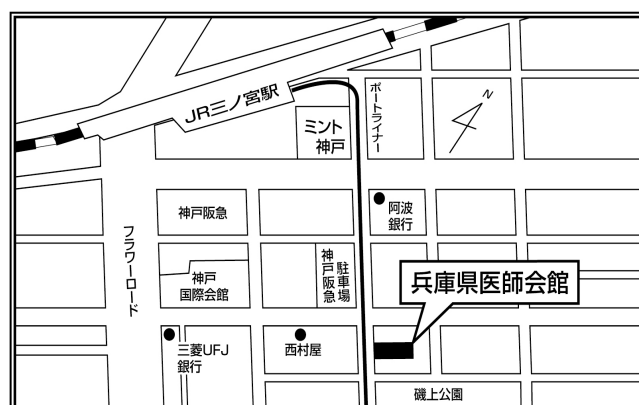 JR三ノ宮駅
ポートライナー
N
ミント
神戸
神戸阪急
阿波
銀行
フラワーロード
神戸
国際会館
神戸阪急
駐車場
兵庫県医師会館
三菱UFJ
銀行
西村屋
磯上公園